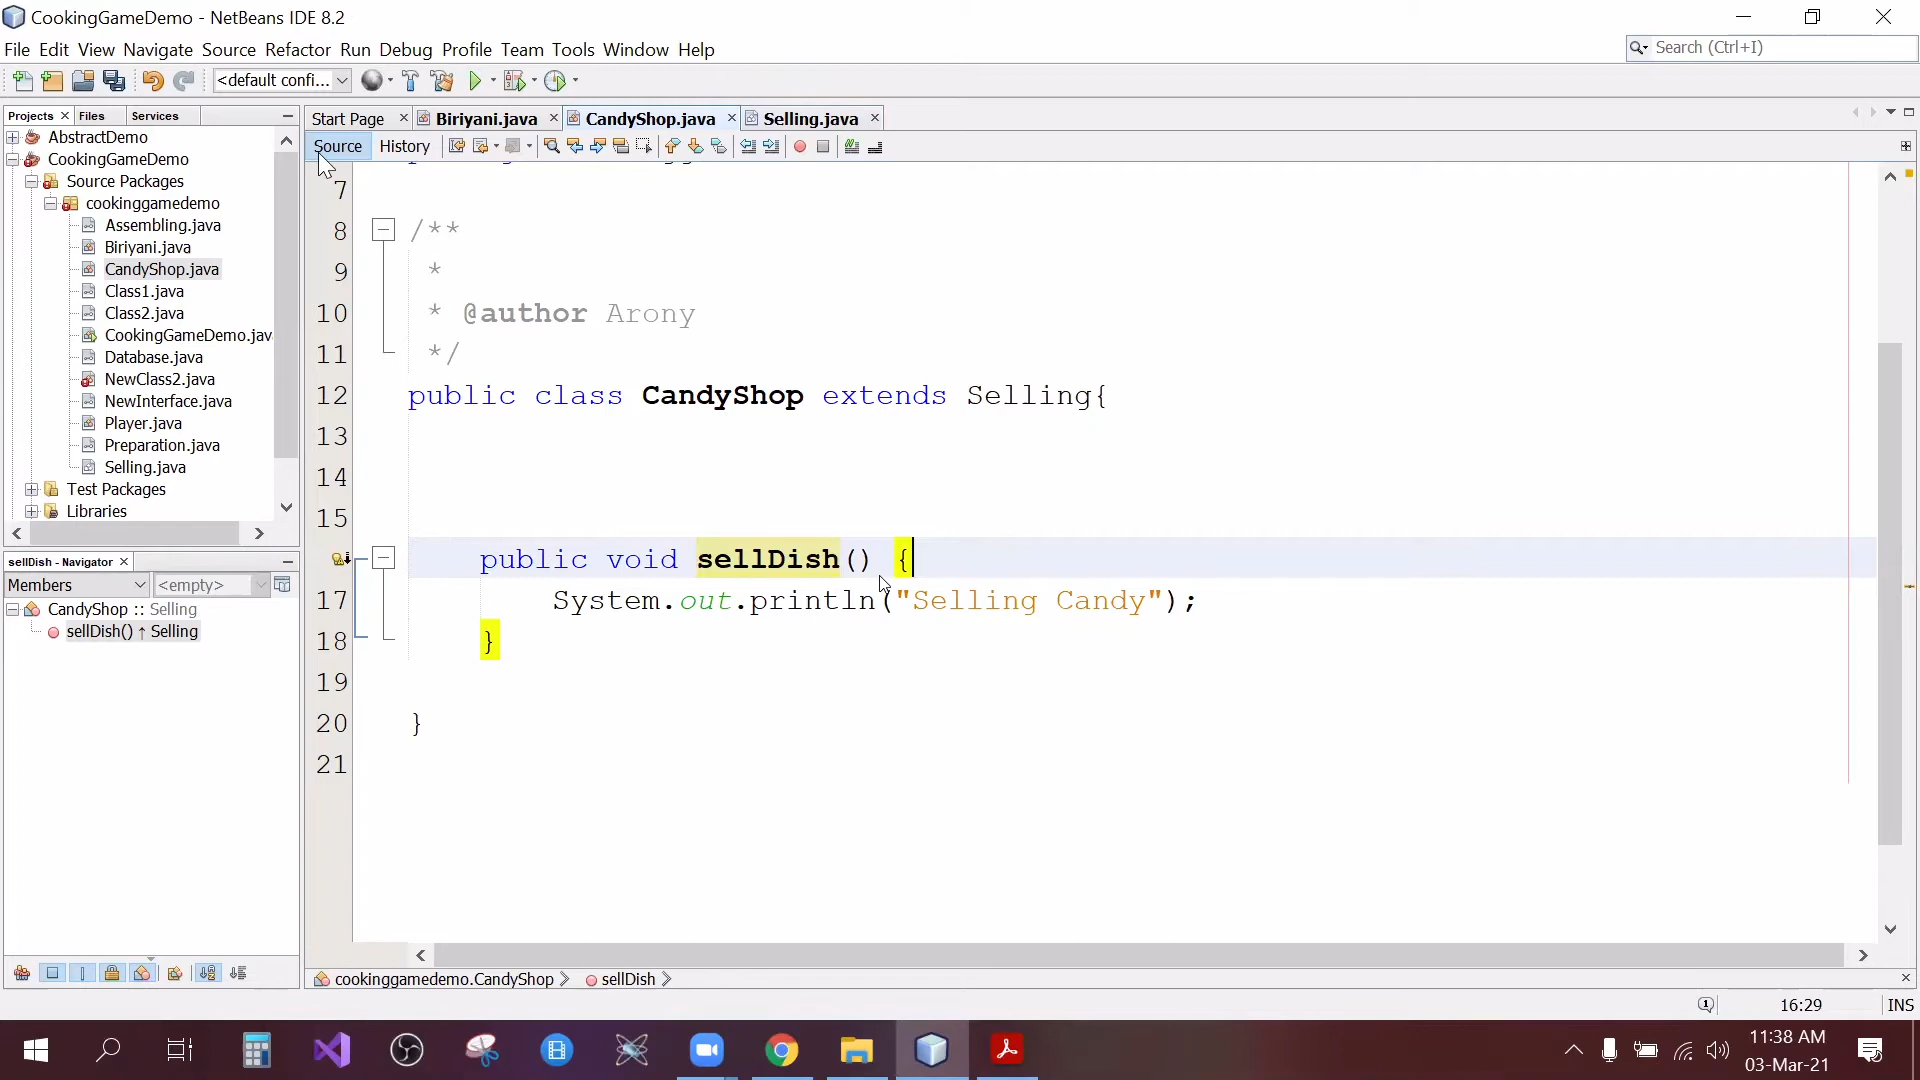 CookingGameDemo - NetBeans IDE 8.2
File Edit View Navigate Source Refactor Run Debug Profile Team Tools Window Help
Search (Ctrl+I)
<default confi...
Projects Files Services
Start Page Biriyani.java CandyShop.java Selling.java
Source History
AbstractDemo
CookingGameDemo
Source Packages
cookinggamedemo
Assembling.java
Biriyani.java
CandyShop.java
Class1.java
Class2.java
CookingGameDemo.jav
Database.java
NewClass2.java
NewInterface.java
Player.java
Preparation.java
Selling.java
Test Packages
Libraries
sellDish - Navigator
Members <empty>
CandyShop :: Selling
sellDish() ↑ Selling
7
8 /**
9 *
10 * @author Arony
11 */
12 public class CandyShop extends Selling{
13
14
15
public void sellDish() {
17 System.out.println("Selling Candy");
18 }
19
20 }
21
cookinggamedemo.CandyShop sellDish
16:29 INS
11:38 AM
03-Mar-21